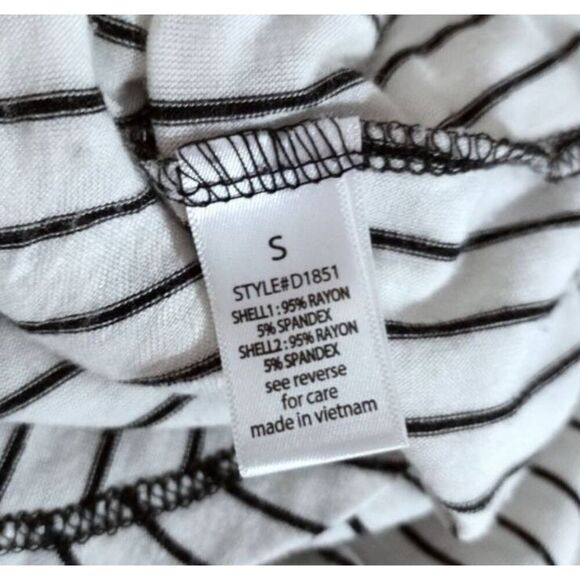 S
STYLE#D1851
SHELL1:95% RAYON
5% SPANDEX
SHELL2:95% RAYON
5% SPANDEX
see reverse
for care
made in vietnam